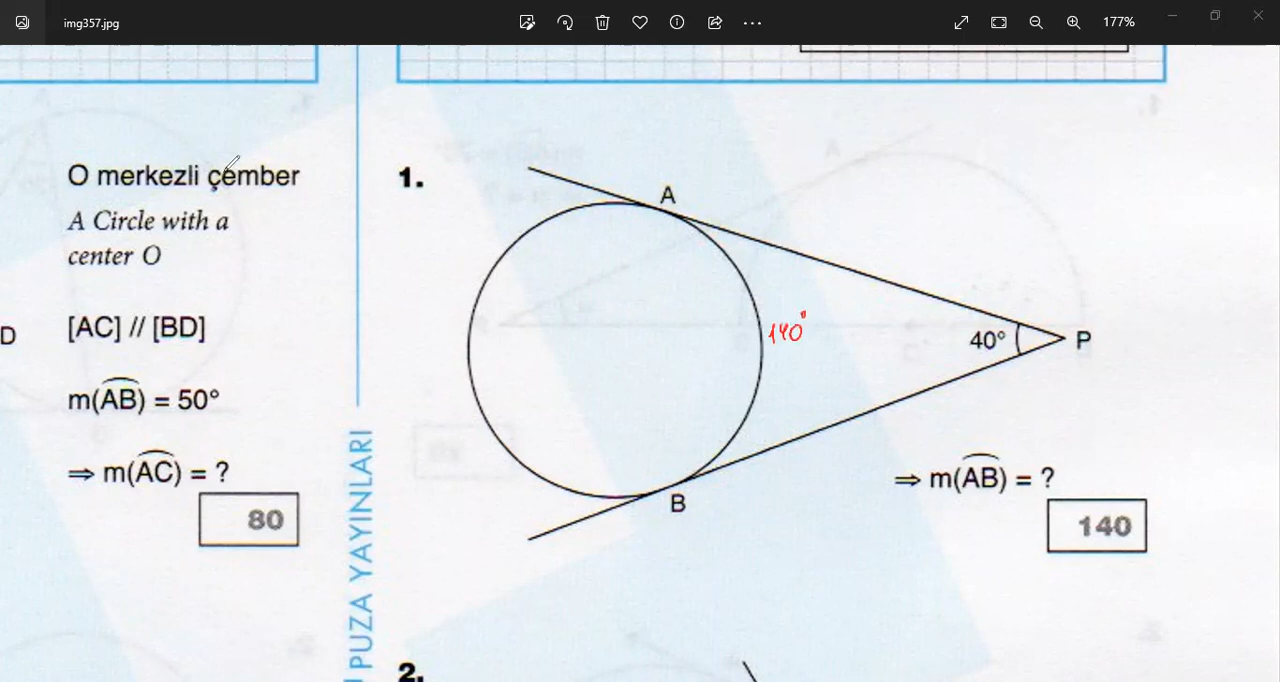 img357.jpg
177%
O merkezli çember
A Circle with a
center O
D
[AC] // [BD]
m(AB) = 50°
⇒ m(AC) = ?
80
PUZA YAYINLARI
1.
A
140°
40°
P
B
⇒ m(AB) = ?
140
2.